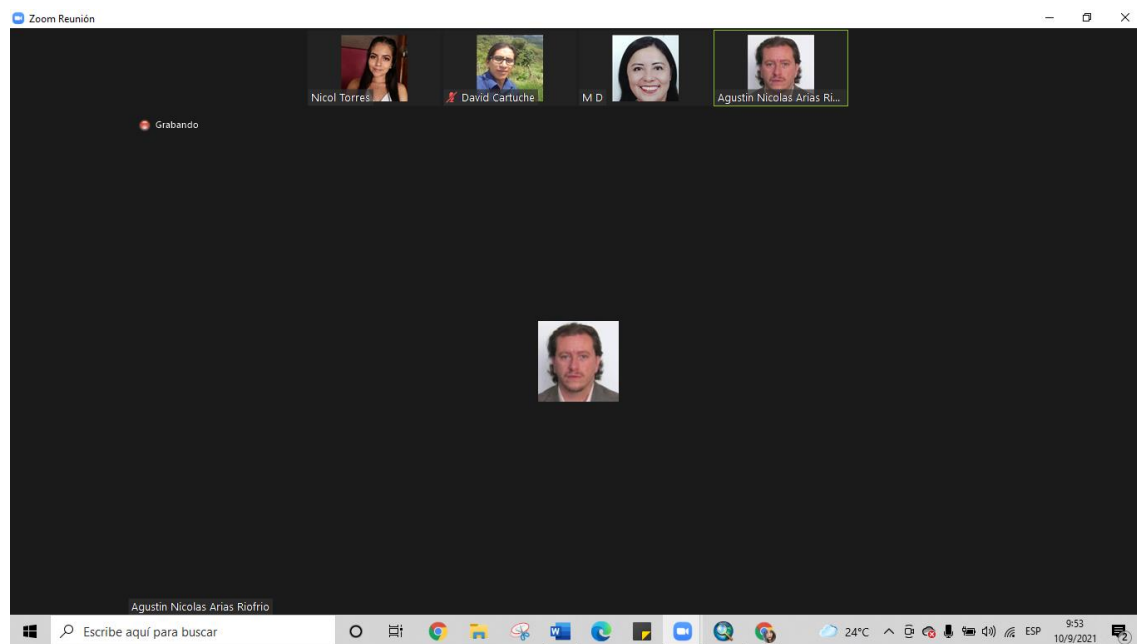 Zoom Reunión
Nicol Torres
David Cartuche
M D
Agustin Nicolas Arias Ri...
Grabando
Agustin Nicolas Arias Riofrio
Escribe aquí para buscar
24°C
ESP
9:53
10/9/2021